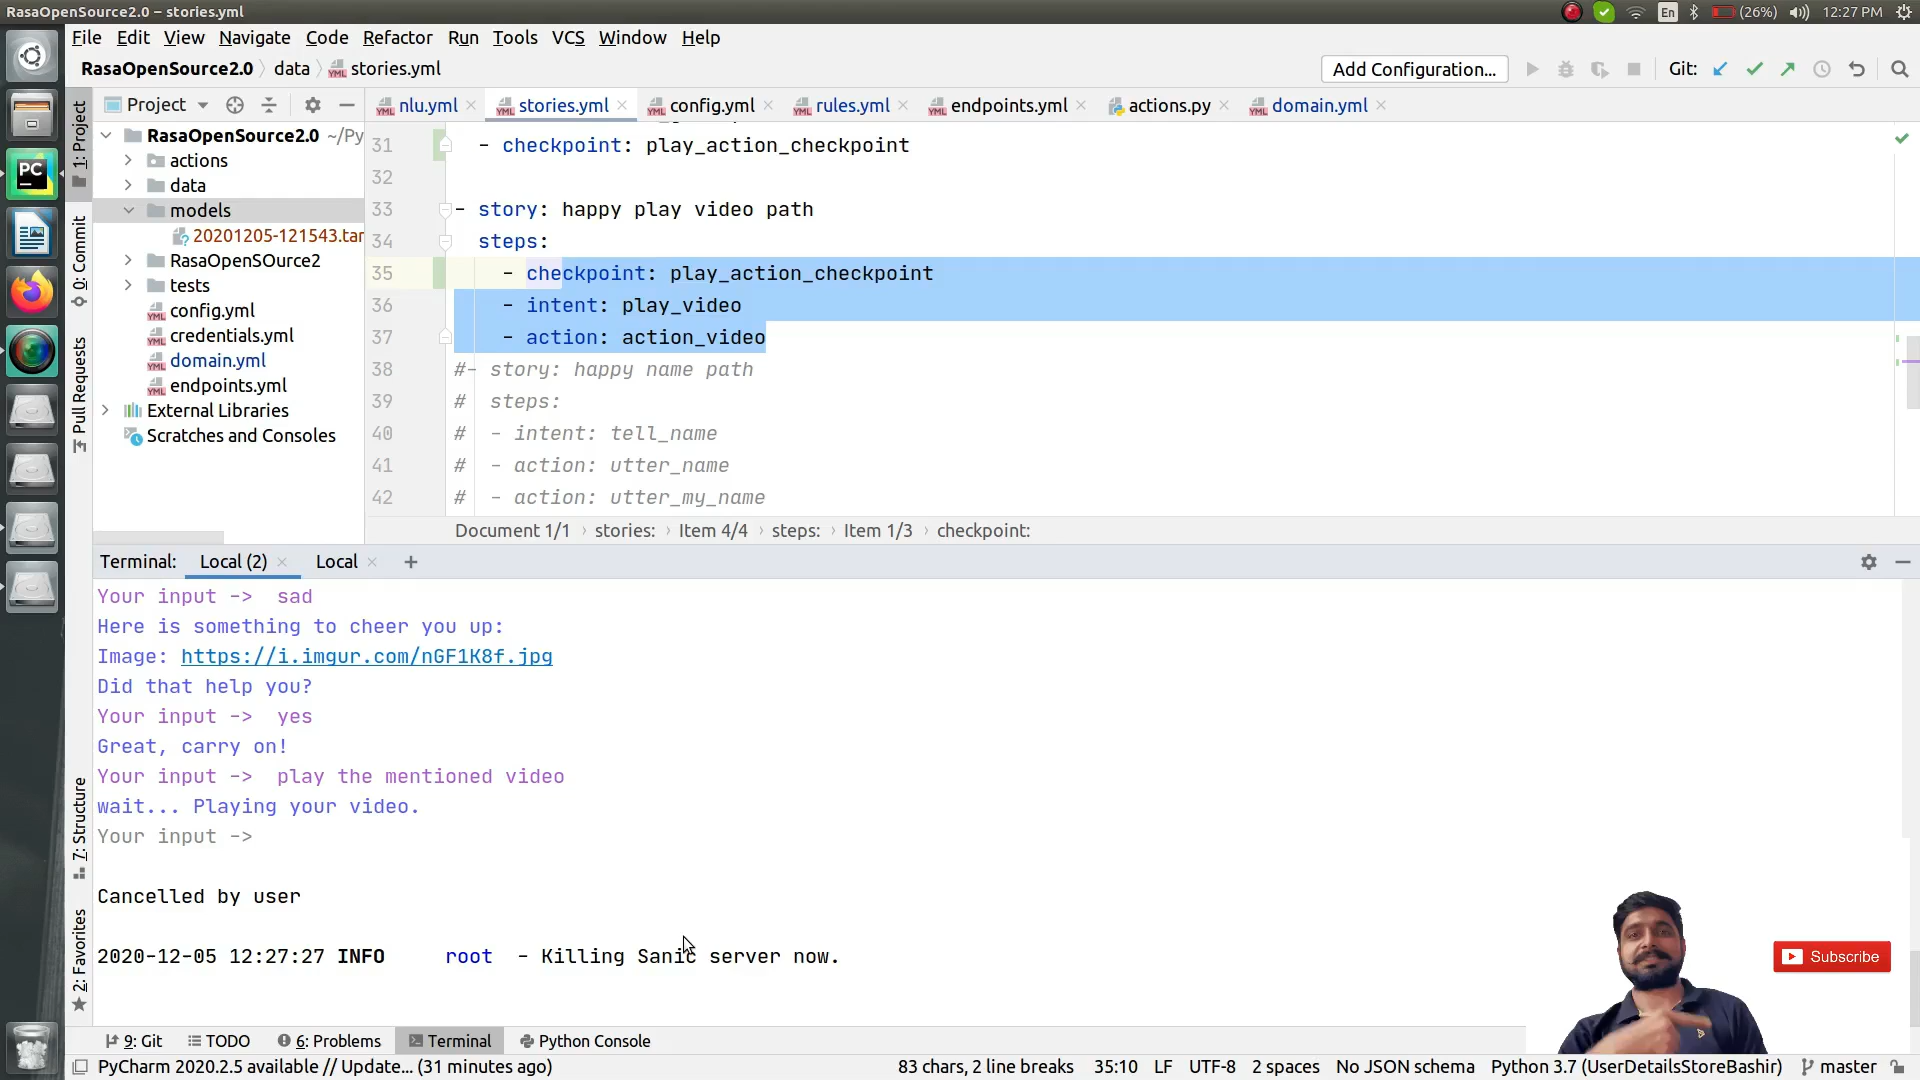 RasaOpenSource2.0 – stories.yml
En (26%) 12:27 PM
File Edit View Navigate Code Refactor Run Tools VCS Window Help
RasaOpenSource2.0 data stories.yml Add Configuration... Git:
Project nlu.yml stories.yml config.yml rules.yml endpoints.yml actions.py domain.yml
RasaOpenSource2.0 ~/Py
actions
data
models
20201205-121543.tar
RasaOpenSOurce2
tests
config.yml
credentials.yml
domain.yml
endpoints.yml
External Libraries
Scratches and Consoles
1: Project
0: Commit
Pull Requests
7: Structure
2: Favorites
31 - checkpoint: play_action_checkpoint
32
33 - story: happy play video path
34 steps:
35 - checkpoint: play_action_checkpoint
36 - intent: play_video
37 - action: action_video
38 #- story: happy name path
39 # steps:
40 # - intent: tell_name
41 # - action: utter_name
42 # - action: utter_my_name
Document 1/1 › stories: › Item 4/4 › steps: › Item 1/3 › checkpoint:
Terminal: Local (2) Local +
Your input -> sad
Here is something to cheer you up:
Image: https://i.imgur.com/nGF1K8f.jpg
Did that help you?
Your input -> yes
Great, carry on!
Your input -> play the mentioned video
wait... Playing your video.
Your input ->
Cancelled by user
2020-12-05 12:27:27 INFO root - Killing Sanic server now.
Subscribe
9: Git TODO 6: Problems Terminal Python Console
PyCharm 2020.2.5 available // Update... (31 minutes ago) 83 chars, 2 line breaks 35:10 LF UTF-8 2 spaces No JSON schema Python 3.7 (UserDetailsStoreBashir) master
PC